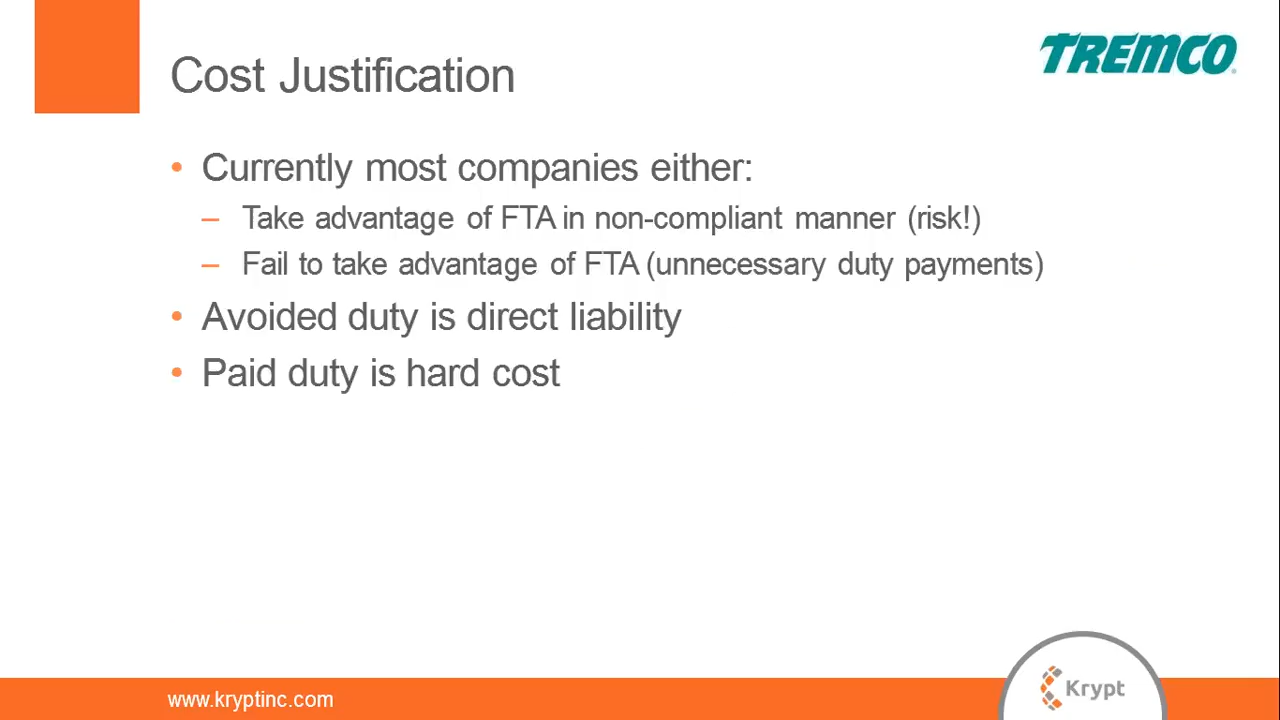 TREMCO
Cost Justification
• Currently most companies either:
– Take advantage of FTA in non-compliant manner (risk!)
– Fail to take advantage of FTA (unnecessary duty payments)
• Avoided duty is direct liability
• Paid duty is hard cost
www.kryptinc.com
Krypt